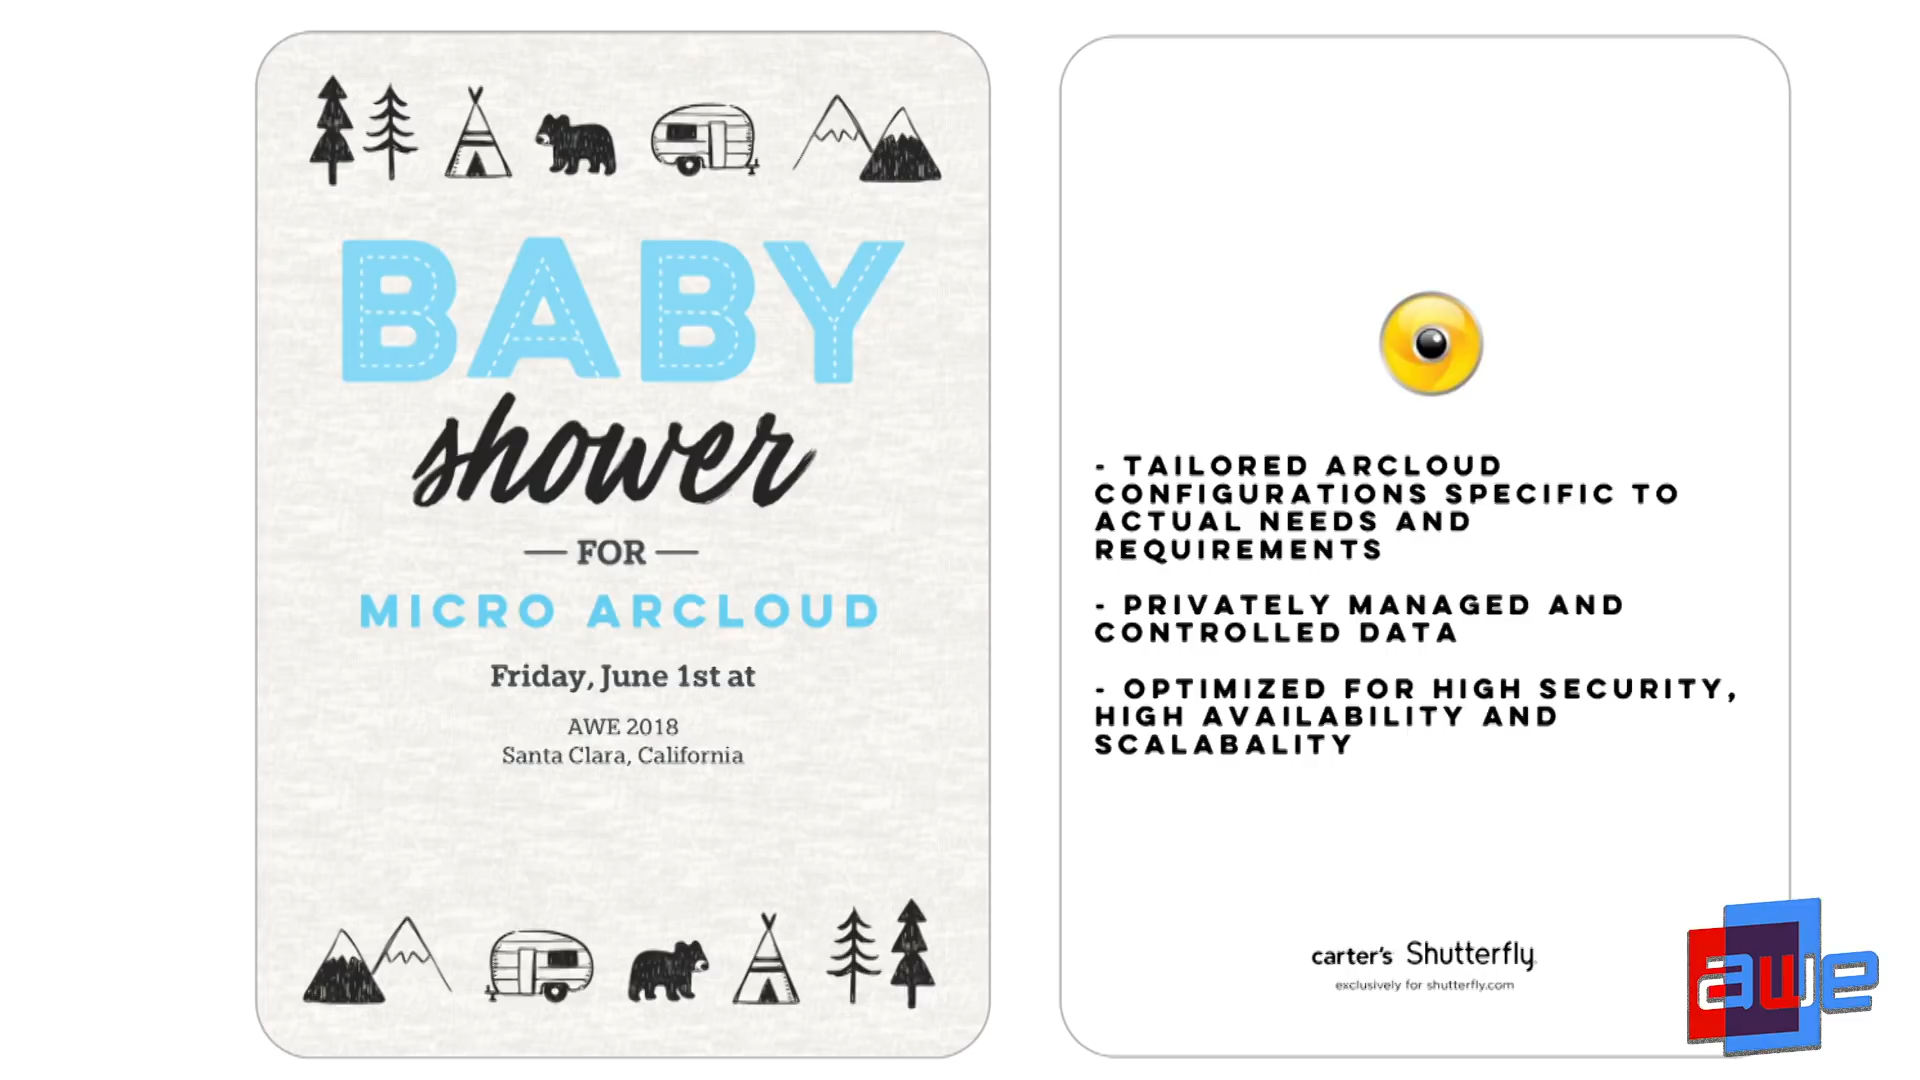 BABY
shower
— FOR —
MICRO ARCLOUD
Friday, June 1st at
AWE 2018
Santa Clara, California
- TAILORED ARCLOUD
CONFIGURATIONS SPECIFIC TO
ACTUAL NEEDS AND
REQUIREMENTS
- PRIVATELY MANAGED AND
CONTROLLED DATA
- OPTIMIZED FOR HIGH SECURITY,
HIGH AVAILABILITY AND
SCALABALITY
carter's Shutterfly
exclusively for shutterfly.com
awe